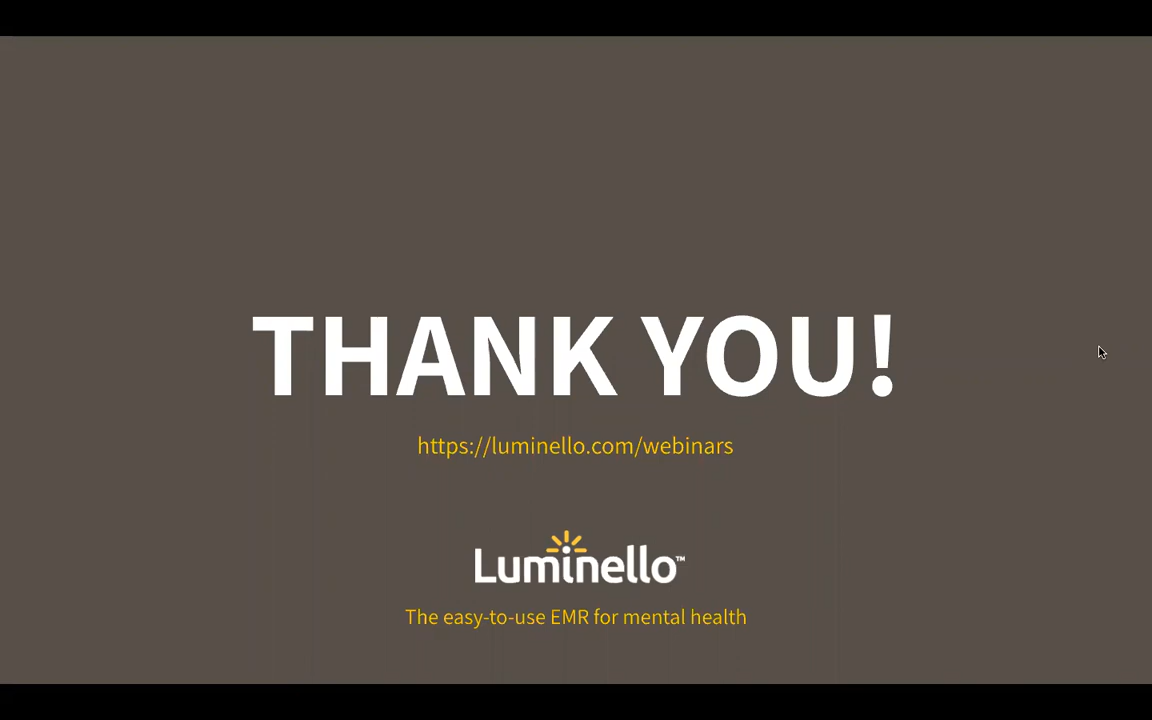 THANK YOU!
https://luminello.com/webinars
Luminello™
The easy-to-use EMR for mental health